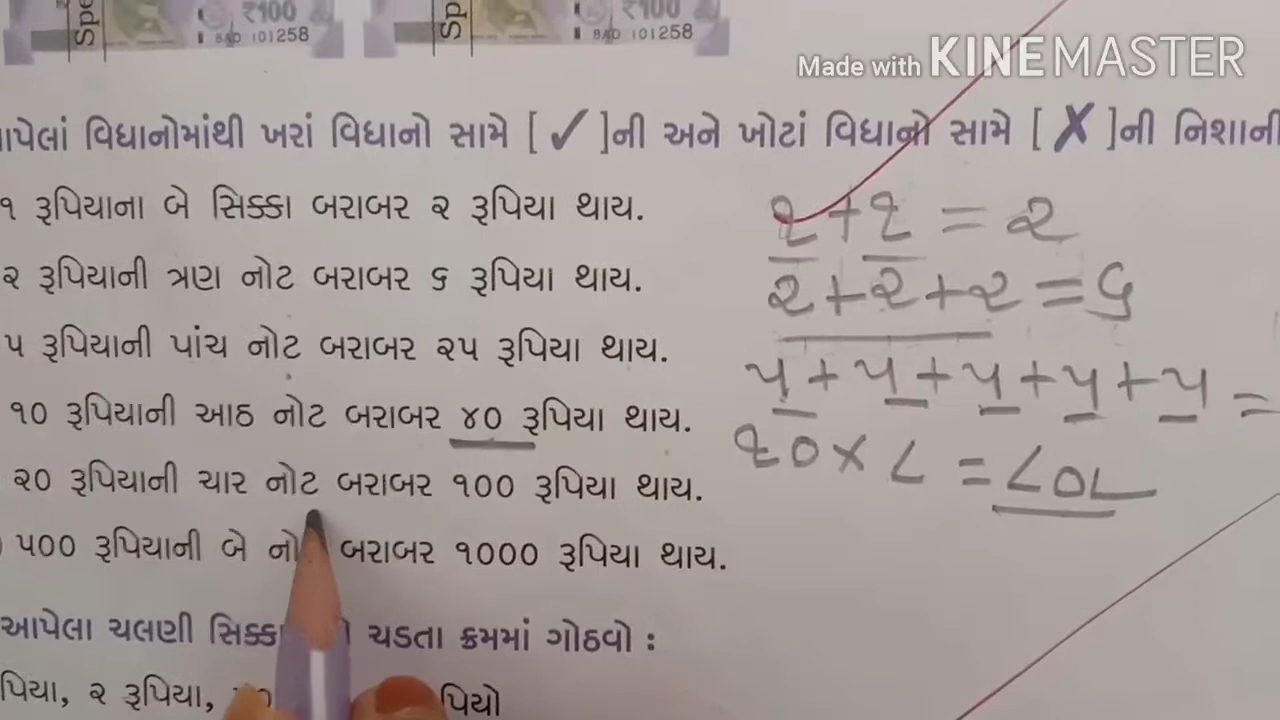 ₹100 ₹100
Spe 8AD 101258 Sp 8AD 101258
Made with KINEMASTER
આપેલાં વિધાનોમાંથી ખરાં વિધાનો સામે [ ✓ ]ની અને ખોટાં વિધાનો સામે [ ✗ ]ની નિશાની
૧ રૂપિયાના બે સિક્કા બરાબર ૨ રૂપિયા થાય. ૧+૧ = ૨
૨ રૂપિયાની ત્રણ નોટ બરાબર ૬ રૂપિયા થાય. ૨+૨+૨=૬
૫ રૂપિયાની પાંચ નોટ બરાબર ૨૫ રૂપિયા થાય. ૫+૫+૫+૫+૫ =
૧૦ રૂપિયાની આઠ નોટ બરાબર ૪૦ રૂપિયા થાય. ૧૦×૮ = ૮૦
૨૦ રૂપિયાની ચાર નોટ બરાબર ૧૦૦ રૂપિયા થાય.
૫૦૦ રૂપિયાની બે બરાબર ૧૦૦૦ રૂપિયા થાય.
આપેલા ચલણી ચડતા ક્રમમાં ગોઠવો :
૨ રૂપિયા,